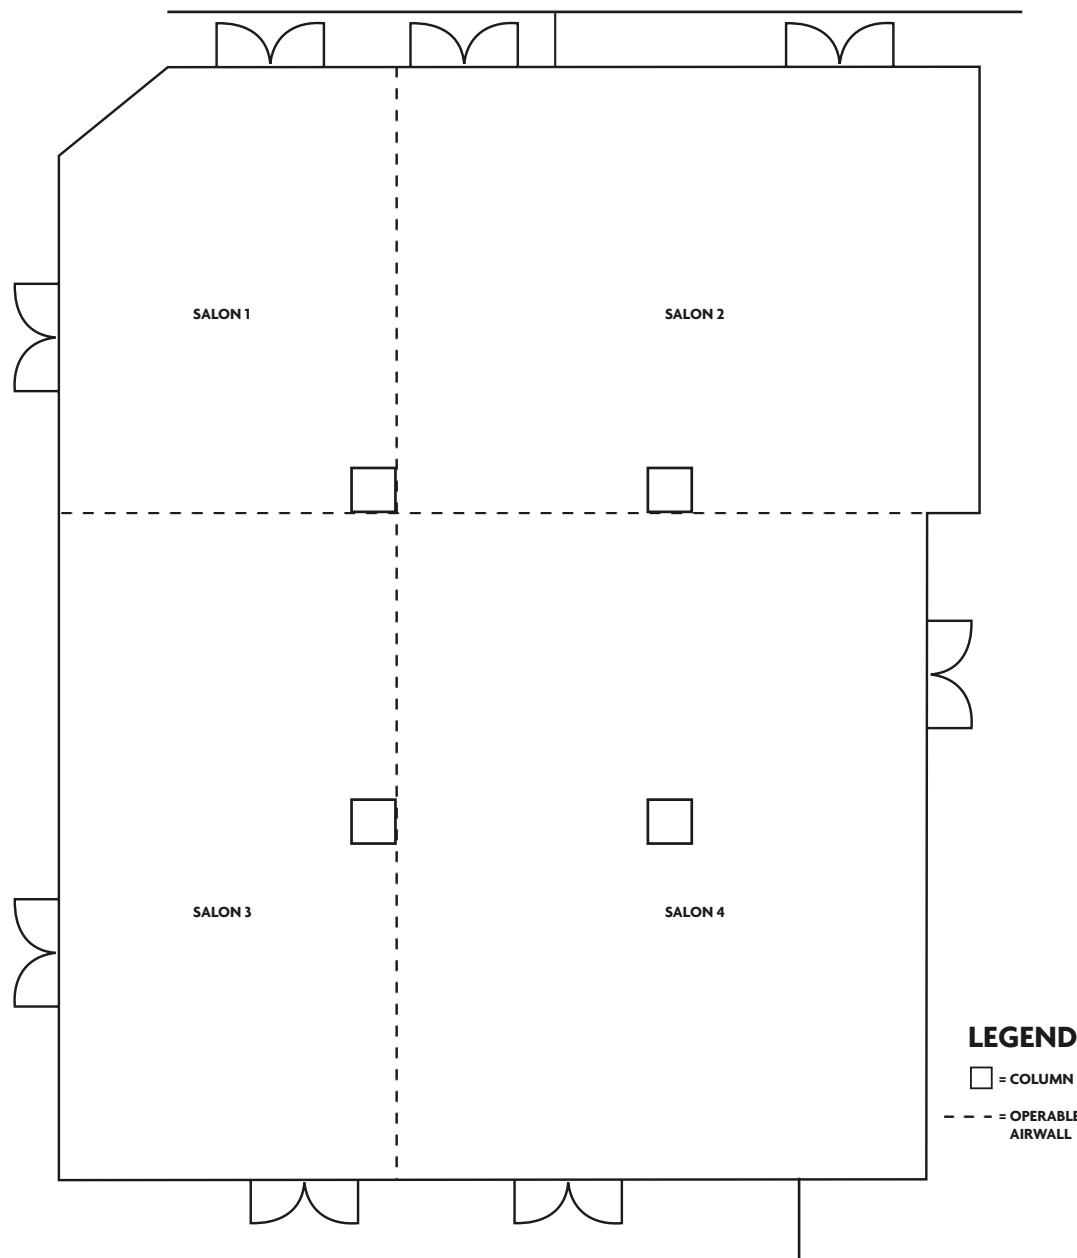 SALON 1
SALON 2
SALON 3
SALON 4
LEGEND
= COLUMN
= OPERABLE
AIRWALL